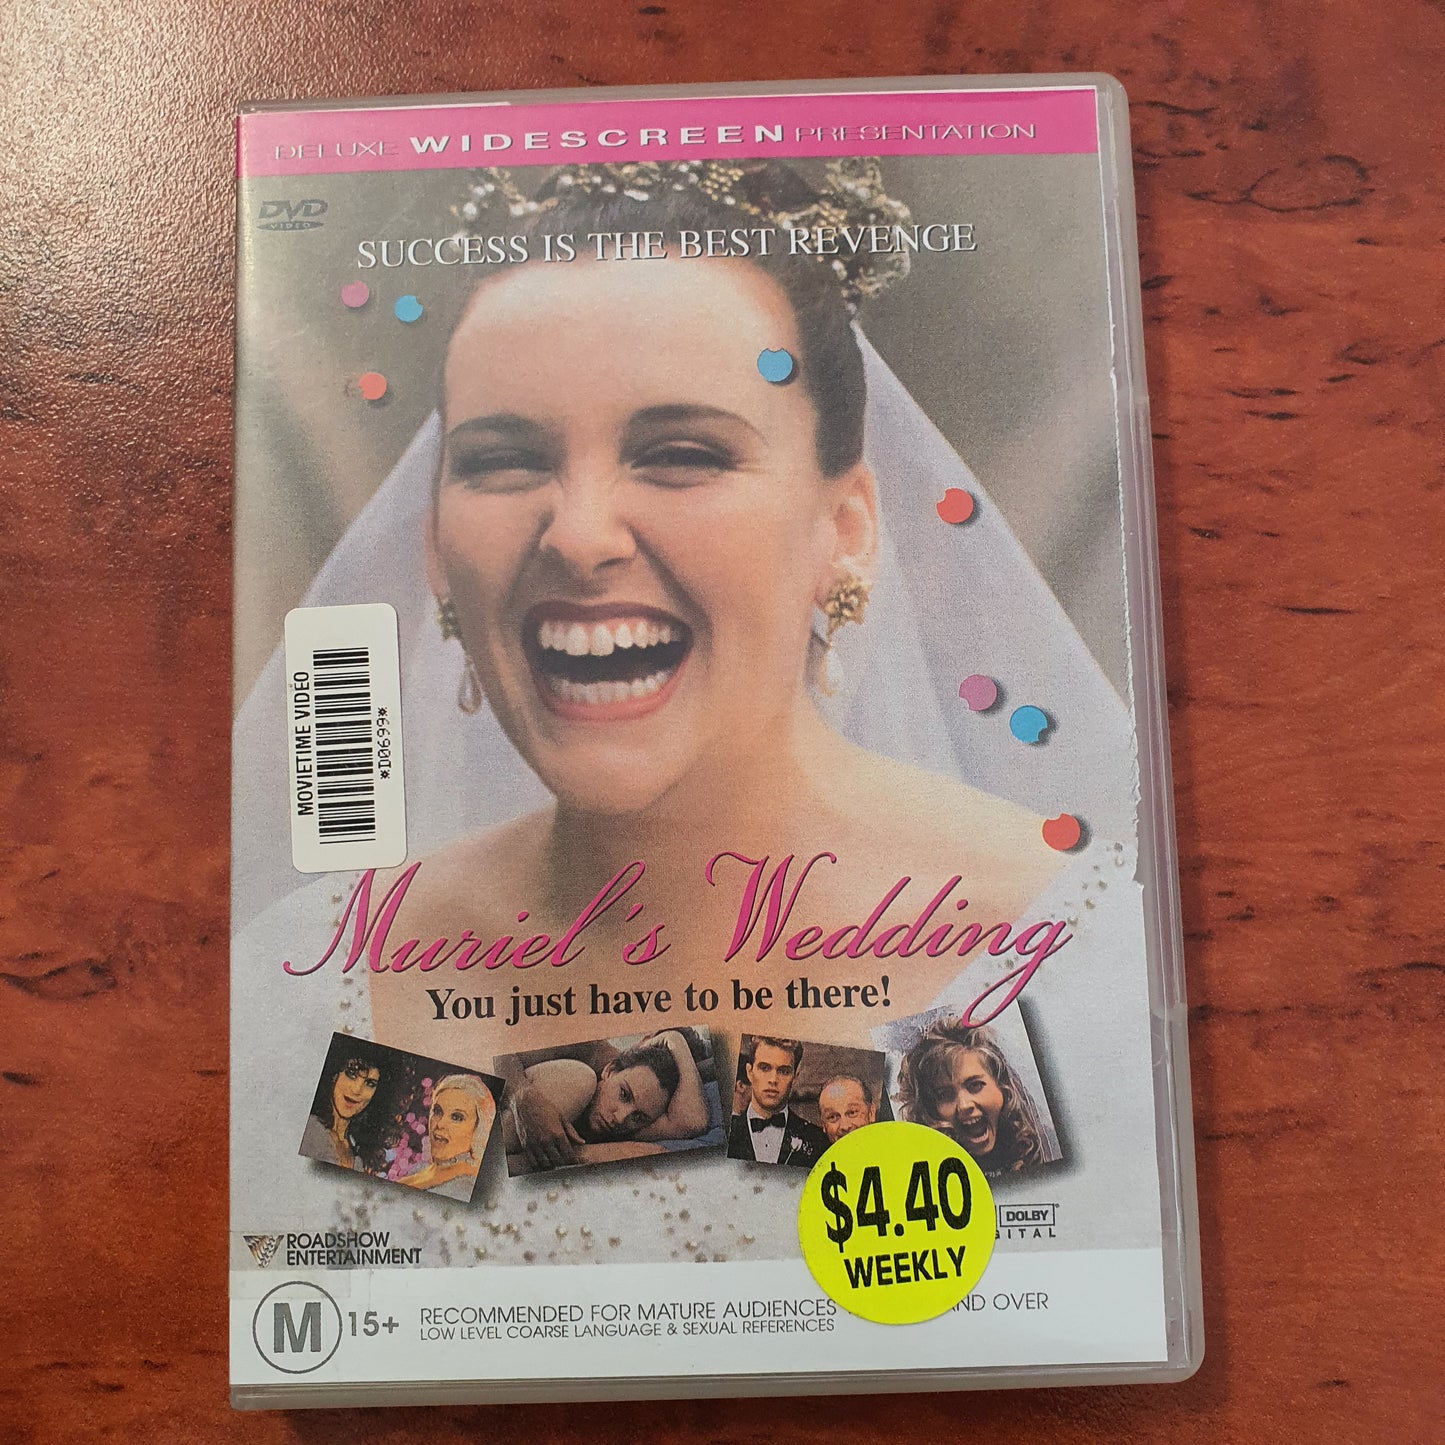 DELUXE WIDESCREEN PRESENTATION
DVD
VIDEO
SUCCESS IS THE BEST REVENGE
MOVIETIME VIDEO
*D0699*
Muriel's Wedding
You just have to be there!
$4.40
WEEKLY
DOLBY
GITAL
ROADSHOW
ENTERTAINMENT
M 15+
RECOMMENDED FOR MATURE AUDIENCES AND OVER
LOW LEVEL COARSE LANGUAGE & SEXUAL REFERENCES